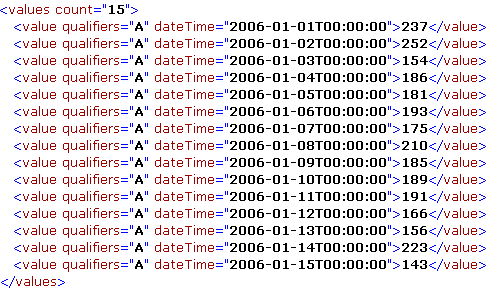 <values count="15">
<value qualifiers="A" dateTime="2006-01-01T00:00:00">237</value>
<value qualifiers="A" dateTime="2006-01-02T00:00:00">252</value>
<value qualifiers="A" dateTime="2006-01-03T00:00:00">154</value>
<value qualifiers="A" dateTime="2006-01-04T00:00:00">186</value>
<value qualifiers="A" dateTime="2006-01-05T00:00:00">181</value>
<value qualifiers="A" dateTime="2006-01-06T00:00:00">193</value>
<value qualifiers="A" dateTime="2006-01-07T00:00:00">175</value>
<value qualifiers="A" dateTime="2006-01-08T00:00:00">210</value>
<value qualifiers="A" dateTime="2006-01-09T00:00:00">185</value>
<value qualifiers="A" dateTime="2006-01-10T00:00:00">189</value>
<value qualifiers="A" dateTime="2006-01-11T00:00:00">191</value>
<value qualifiers="A" dateTime="2006-01-12T00:00:00">166</value>
<value qualifiers="A" dateTime="2006-01-13T00:00:00">156</value>
<value qualifiers="A" dateTime="2006-01-14T00:00:00">223</value>
<value qualifiers="A" dateTime="2006-01-15T00:00:00">143</value>
</values>